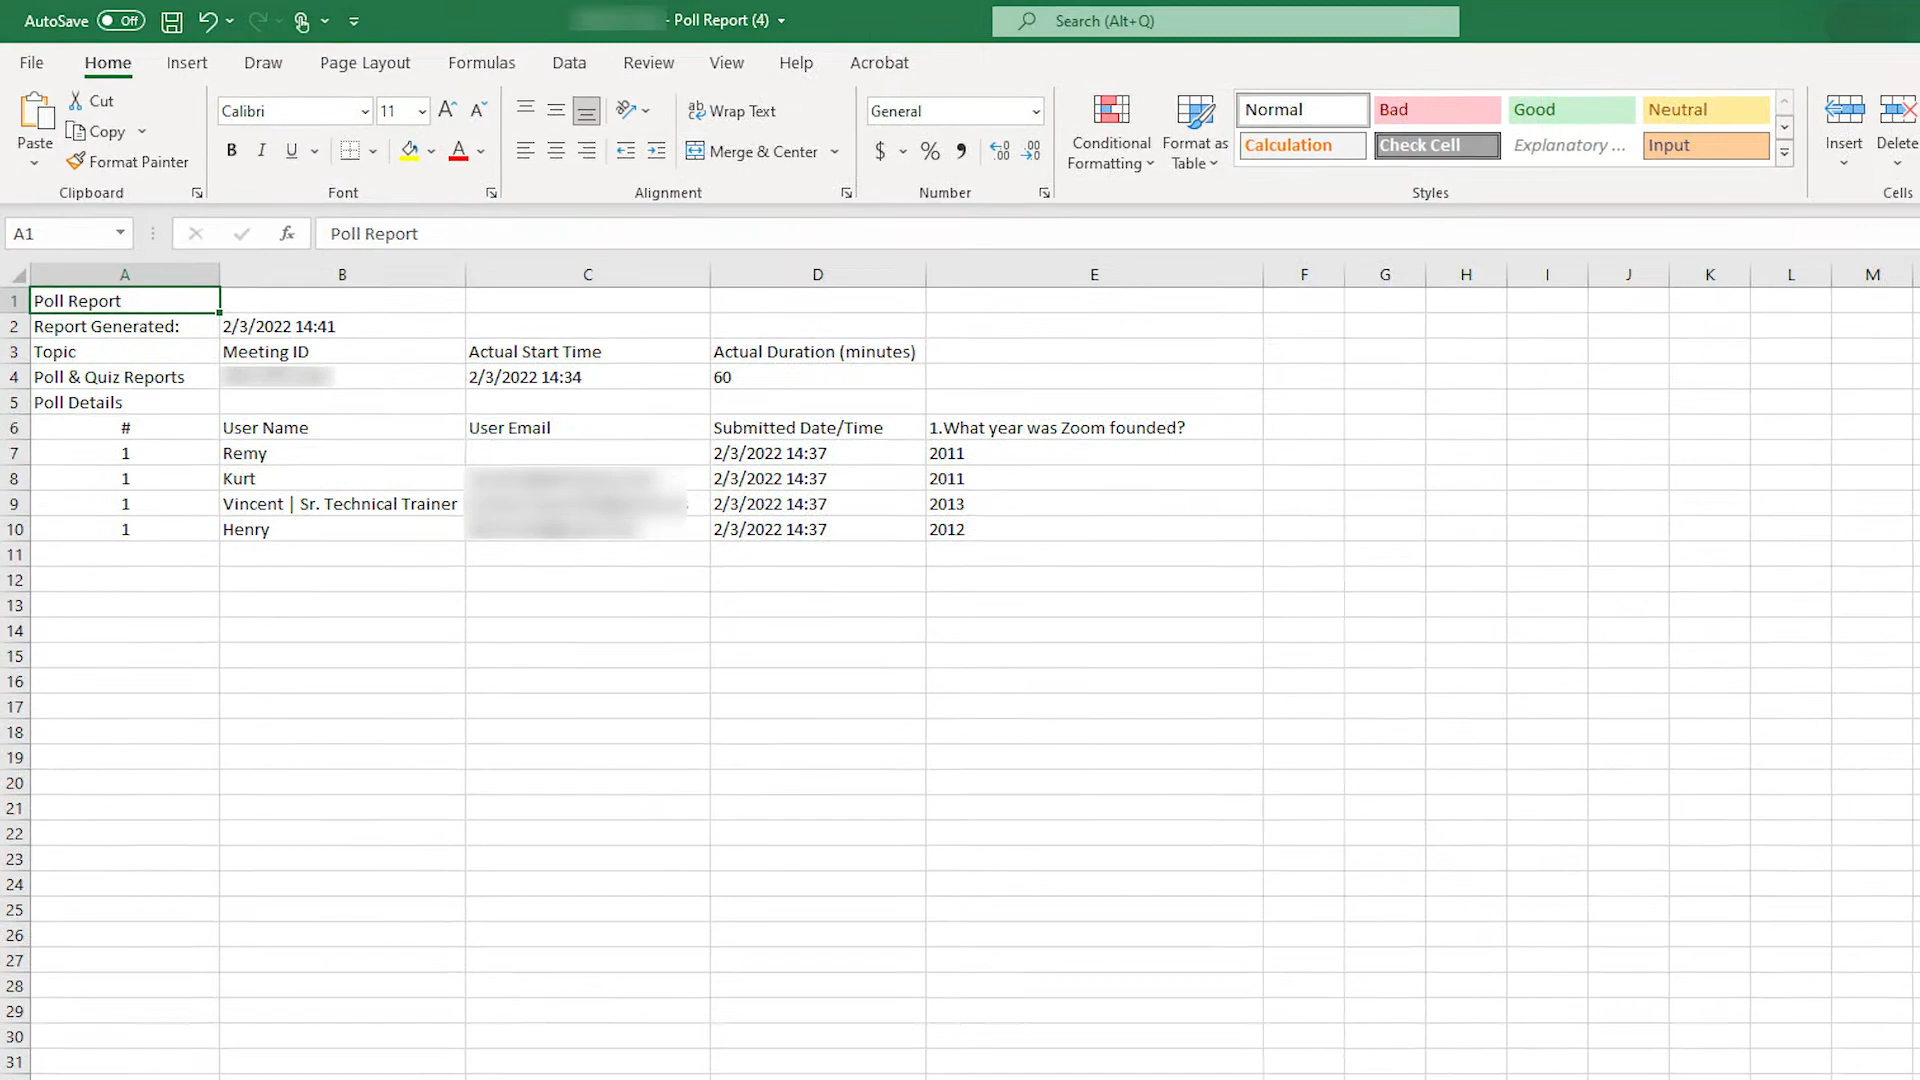 AutoSave Off - Poll Report (4) Search (Alt+Q)
File Home Insert Draw Page Layout Formulas Data Review View Help Acrobat
Paste Cut Copy Format Painter Clipboard
Calibri 11 B I U A Font
ab Wrap Text Merge & Center Alignment
General $ % Number
Conditional Formatting Format as Table
Normal Bad Good Neutral
Calculation Check Cell Explanatory ... Input
Styles
Insert Delete Cells
A1 fx Poll Report
A B C D E F G H I J K L M
1 Poll Report
2 Report Generated: 2/3/2022 14:41
3 Topic Meeting ID Actual Start Time Actual Duration (minutes)
4 Poll & Quiz Reports 2/3/2022 14:34 60
5 Poll Details
6 # User Name User Email Submitted Date/Time 1.What year was Zoom founded?
7 1 Remy 2/3/2022 14:37 2011
8 1 Kurt 2/3/2022 14:37 2011
9 1 Vincent | Sr. Technical Trainer 2/3/2022 14:37 2013
10 1 Henry 2/3/2022 14:37 2012
11
12
13
14
15
16
17
18
19
20
21
22
23
24
25
26
27
28
29
30
31